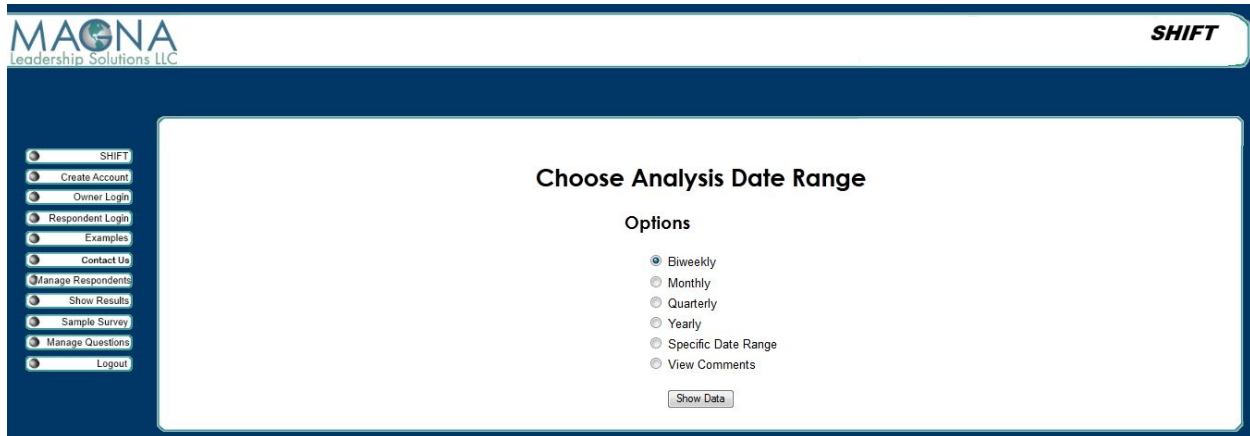 MAGNA
Leadership Solutions LLC
SHIFT
SHIFT
Create Account
Owner Login
Respondent Login
Examples
Contact Us
Manage Respondents
Show Results
Sample Survey
Manage Questions
Logout
Choose Analysis Date Range
Options
Biweekly
Monthly
Quarterly
Yearly
Specific Date Range
View Comments
Show Data